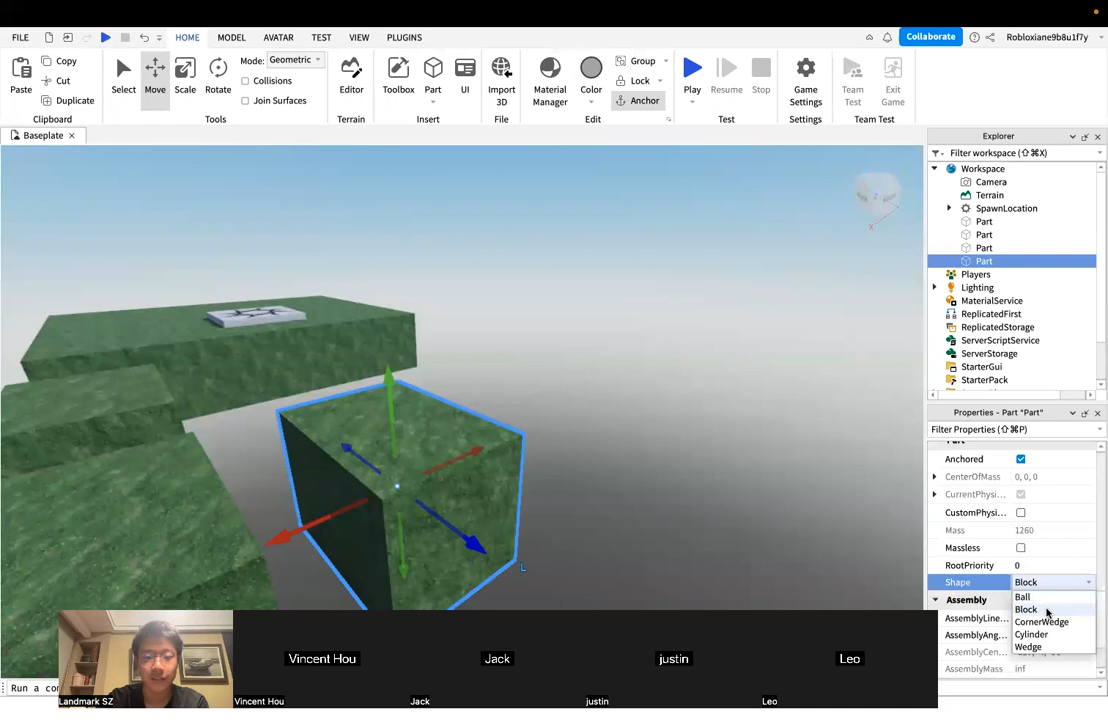 FILE HOME MODEL AVATAR TEST VIEW PLUGINS Collaborate Robloxiane9b8u1f7y
Paste Copy Cut Duplicate Select Move Scale Rotate Mode: Geometric Collisions Join Surfaces Editor Toolbox Part UI Import 3D Material Manager Color Group Lock Anchor Play Resume Stop Game Settings Team Test Exit Game
Clipboard Tools Terrain Insert File Edit Test Settings Team Test
Baseplate
Explorer
Filter workspace (⇧⌘X)
Workspace
Camera
Terrain
SpawnLocation
Part
Part
Part
Part
Players
Lighting
MaterialService
ReplicatedFirst
ReplicatedStorage
ServerScriptService
ServerStorage
StarterGui
StarterPack
X
L
Properties - Part "Part"
Filter Properties (⇧⌘P)
Anchored
CenterOfMass 0, 0, 0
CurrentPhysi...
CustomPhysi...
Mass 1260
Massless
RootPriority 0
Shape Block
Ball
Block
CornerWedge
Cylinder
Wedge
Assembly
AssemblyLine...
AssemblyAng...
AssemblyCen...
AssemblyMass inf
Run a co
Vincent Hou Jack justin Leo
Landmark SZ Vincent Hou Jack justin Leo